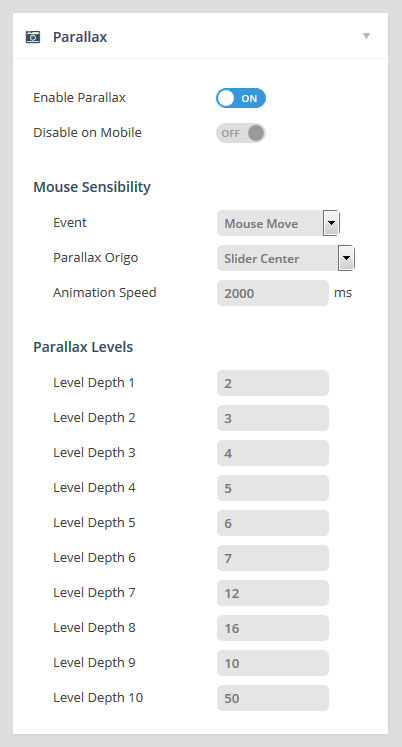 Parallax
Enable Parallax ON
Disable on Mobile OFF
Mouse Sensibility
Event Mouse Move
Parallax Origo Slider Center
Animation Speed 2000 ms
Parallax Levels
Level Depth 1 2
Level Depth 2 3
Level Depth 3 4
Level Depth 4 5
Level Depth 5 6
Level Depth 6 7
Level Depth 7 12
Level Depth 8 16
Level Depth 9 10
Level Depth 10 50